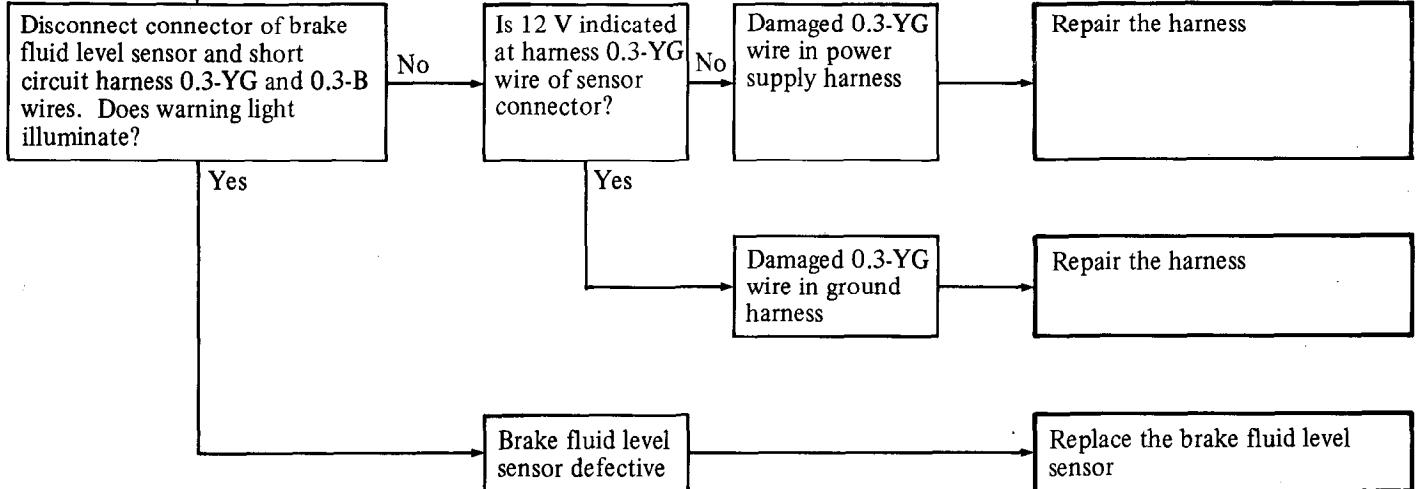 Disconnect connector of brake
fluid level sensor and short
circuit harness 0.3-YG and 0.3-B
wires. Does warning light
illuminate?
No
Is 12 V indicated
at harness 0.3-YG
wire of sensor
connector?
No
Damaged 0.3-YG
wire in power
supply harness
Repair the harness
Yes
Yes
Damaged 0.3-YG
wire in ground
harness
Repair the harness
Brake fluid level
sensor defective
Replace the brake fluid level
sensor